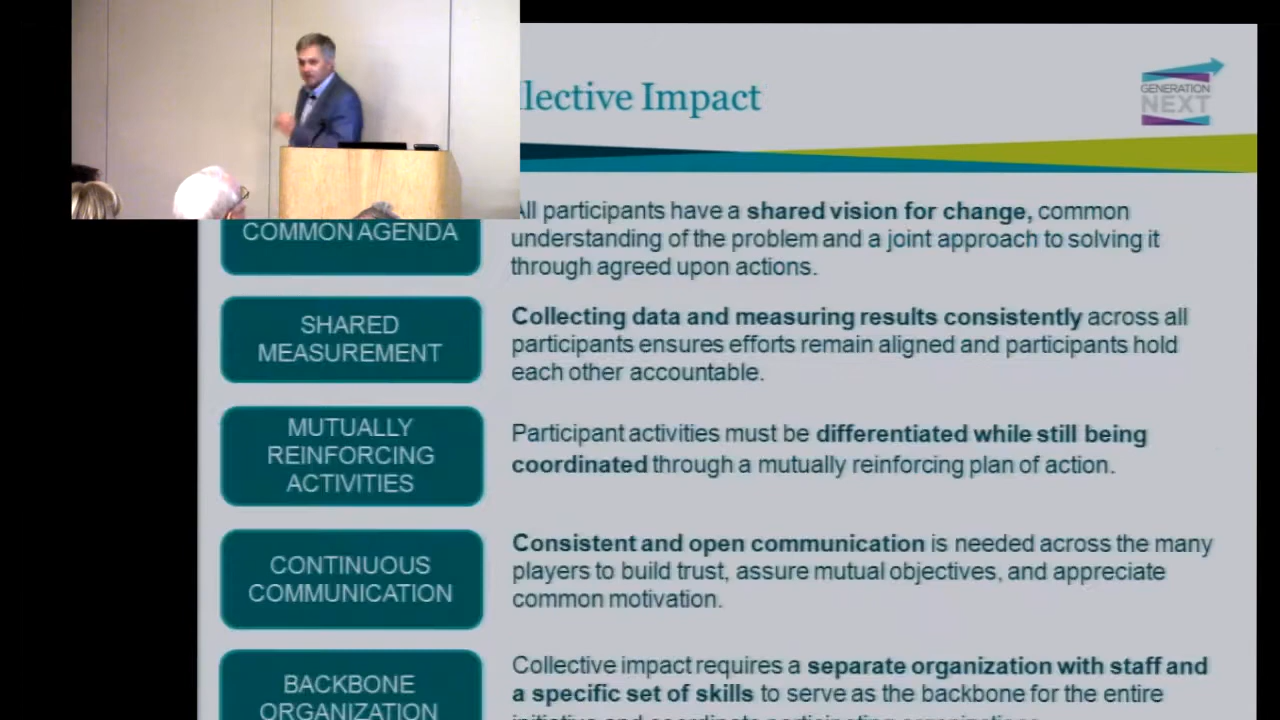 llective Impact
GENERATION
NEXT
COMMON AGENDA
All participants have a shared vision for change, common
understanding of the problem and a joint approach to solving it
through agreed upon actions.
SHARED
MEASUREMENT
Collecting data and measuring results consistently across all
participants ensures efforts remain aligned and participants hold
each other accountable.
MUTUALLY
REINFORCING
ACTIVITIES
Participant activities must be differentiated while still being
coordinated through a mutually reinforcing plan of action.
CONTINUOUS
COMMUNICATION
Consistent and open communication is needed across the many
players to build trust, assure mutual objectives, and appreciate
common motivation.
BACKBONE
ORGANIZATION
Collective impact requires a separate organization with staff and
a specific set of skills to serve as the backbone for the entire